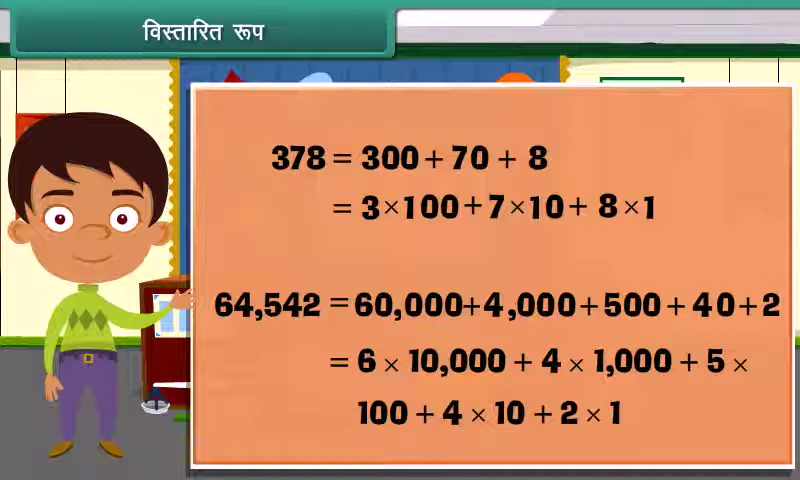 विस्तारित रूप
378 = 300 + 70 + 8
= 3×100 + 7×10 + 8×1
64,542 = 60,000+4,000+500 + 40+2
= 6 × 10,000 + 4 × 1,000 + 5 ×
100 + 4 × 10 + 2 × 1